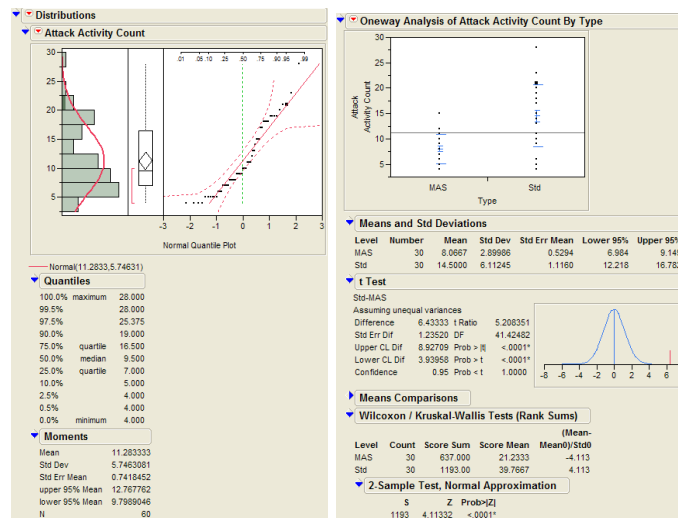 Distributions
Attack Activity Count
30
25
20
15
10
5
.01 .05 .10 .25 .50 .75 .90 .95 .99
-3 -2 -1 0 1 2 3
Normal Quantile Plot
Normal(11.2833,5.74631)
Quantiles
100.0% maximum 28.000
99.5% 28.000
97.5% 25.375
90.0% 19.000
75.0% quartile 16.500
50.0% median 9.500
25.0% quartile 7.000
10.0% 5.000
2.5% 4.000
0.5% 4.000
0.0% minimum 4.000
Moments
Mean 11.283333
Std Dev 5.7463081
Std Err Mean 0.7418452
upper 95% Mean 12.767762
lower 95% Mean 9.7989046
N 60
Oneway Analysis of Attack Activity Count By Type
30
25
20
15
10
5
Attack
Activity Count
MAS Std
Type
Means and Std Deviations
Level Number Mean Std Dev Std Err Mean Lower 95% Upper 95%
MAS 30 8.0667 2.89986 0.5294 6.984 9.149
Std 30 14.5000 6.11245 1.1160 12.218 16.782
t Test
Std-MAS
Assuming unequal variances
Difference 6.43333 t Ratio 5.208351
Std Err Dif 1.23520 DF 41.42482
Upper CL Dif 8.92709 Prob > |t| <.0001*
Lower CL Dif 3.93958 Prob > t <.0001*
Confidence 0.95 Prob < t 1.0000
-8 -6 -4 -2 0 2 4 6
Means Comparisons
Wilcoxon / Kruskal-Wallis Tests (Rank Sums)
(Mean-
Level Count Score Sum Score Mean Mean0)/Std0
MAS 30 637.000 21.2333 -4.113
Std 30 1193.00 39.7667 4.113
2-Sample Test, Normal Approximation
S Z Prob>|Z|
1193 4.11332 <.0001*